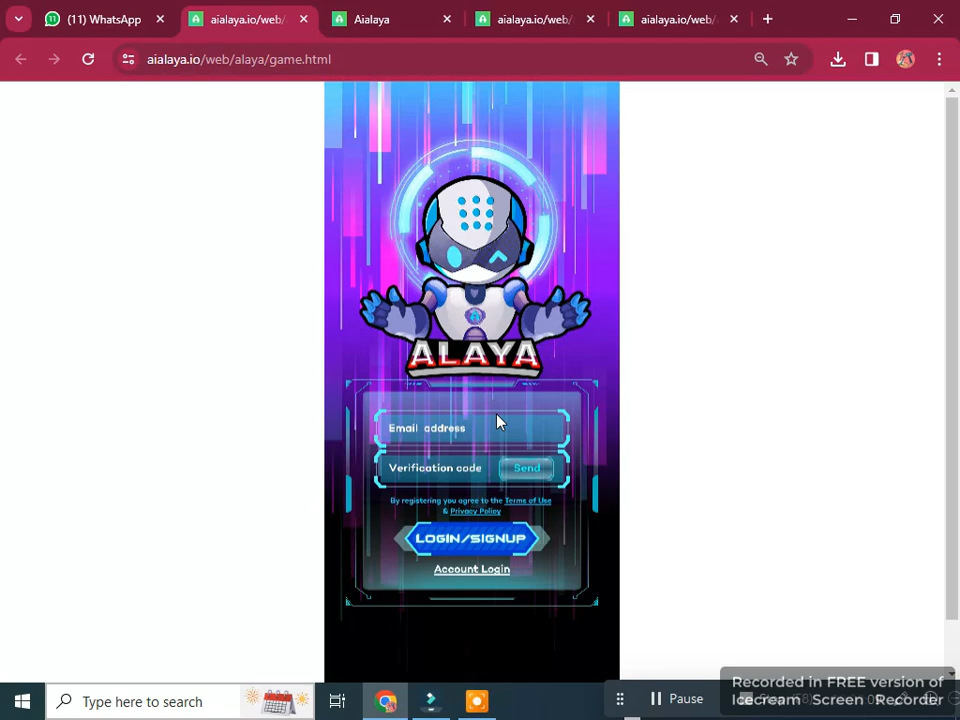 (11) WhatsApp
aialaya.io/web/
Aialaya
aialaya.io/web/
aialaya.io/web/
aialaya.io/web/alaya/game.html
ALAYA
Email address
Verification code
Send
By registering you agree to the Terms of Use
& Privacy Policy
LOGIN/SIGNUP
Account Login
Type here to search
Pause
Recorded in FREE version of
Icecream Screen Recorder